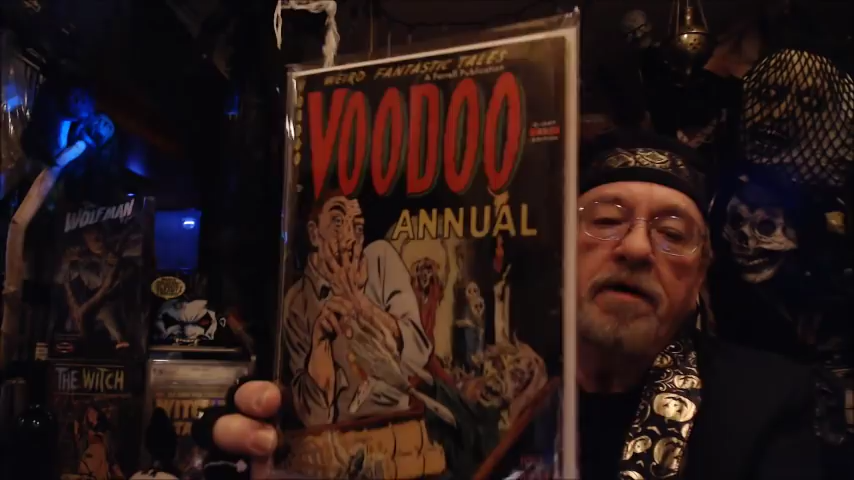 WEIRD FANTASTIC TALES
A Farrell Publication
VOODOO
ANNUAL
WOLFMAN
THE WITCH